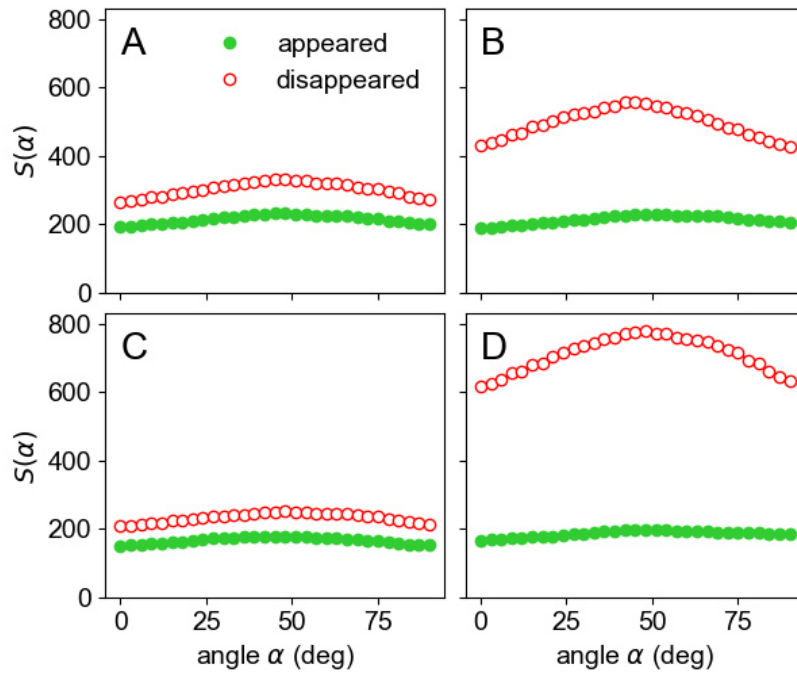 A
appeared
disappeared
B
800
600
400
200
0
S(α)
C
D
800
600
400
200
0
S(α)
0 25 50 75
0 25 50 75
angle α (deg)
angle α (deg)